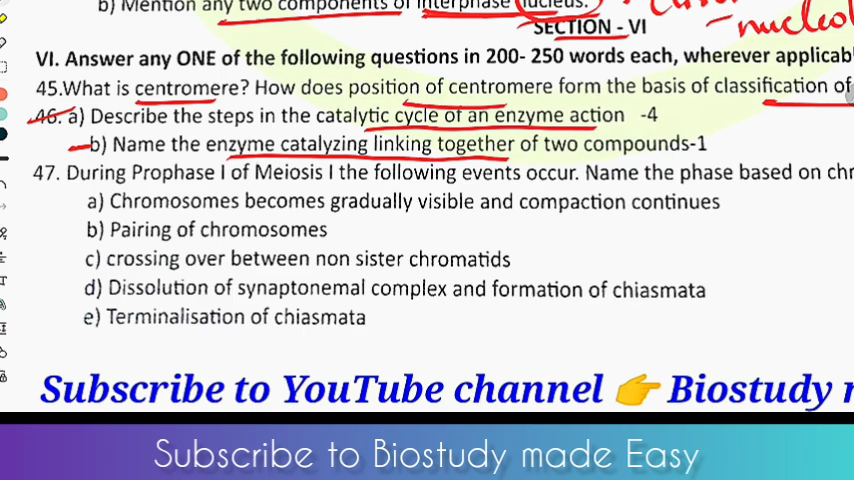 b) Mention any two components of interphase nucleus.
SECTION - VI
nucleol
VI. Answer any ONE of the following questions in 200- 250 words each, wherever applicabl
45.What is centromere? How does position of centromere form the basis of classification of
46. a) Describe the steps in the catalytic cycle of an enzyme action -4
b) Name the enzyme catalyzing linking together of two compounds-1
47. During Prophase I of Meiosis I the following events occur. Name the phase based on chr
a) Chromosomes becomes gradually visible and compaction continues
b) Pairing of chromosomes
c) crossing over between non sister chromatids
d) Dissolution of synaptonemal complex and formation of chiasmata
e) Terminalisation of chiasmata
Subscribe to YouTube channel 👉 Biostudy
Subscribe to Biostudy made Easy